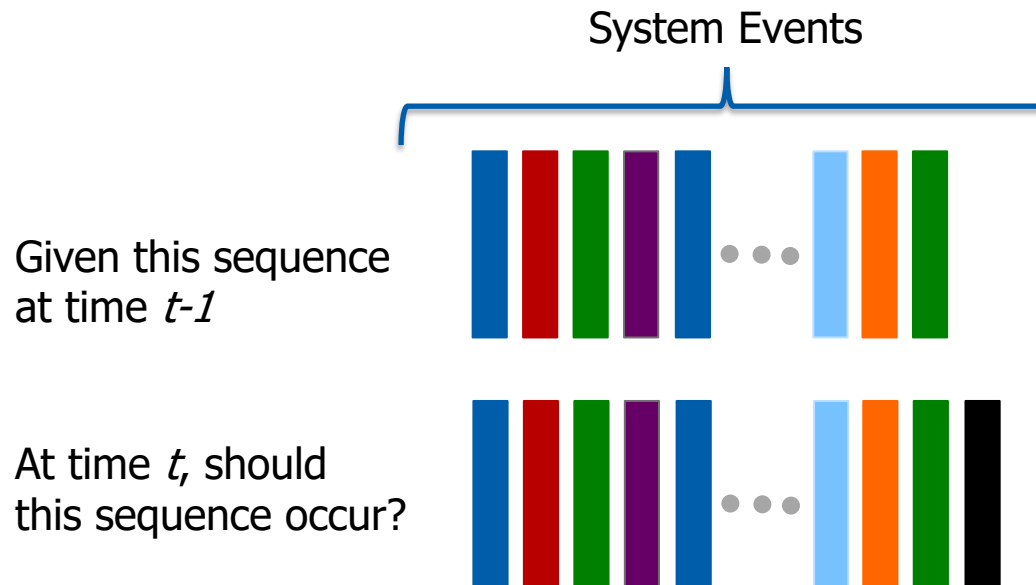 System Events
Given this sequence
at time t-1
At time t, should
this sequence occur?